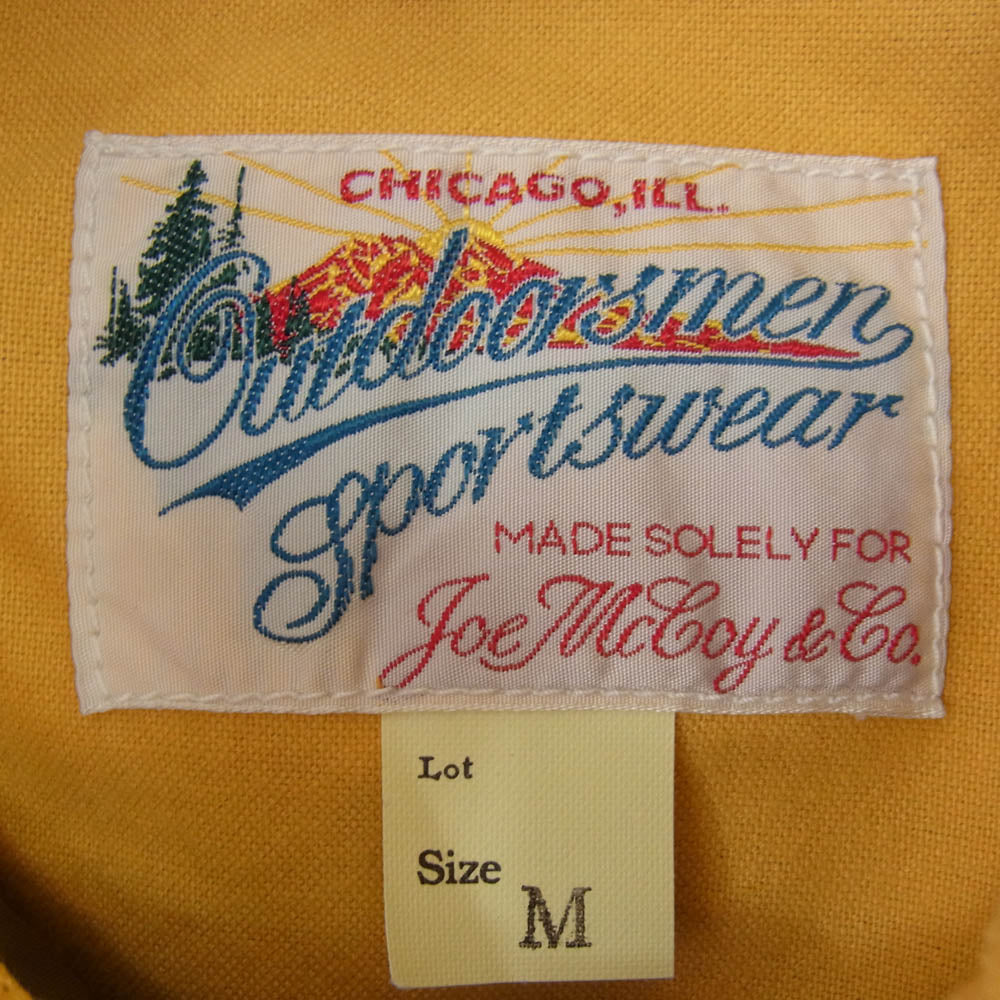 CHICAGO, ILL.
Outdoorsmen
Sportswear
MADE SOLELY FOR
Joe McCoy & Co.
Lot
Size M